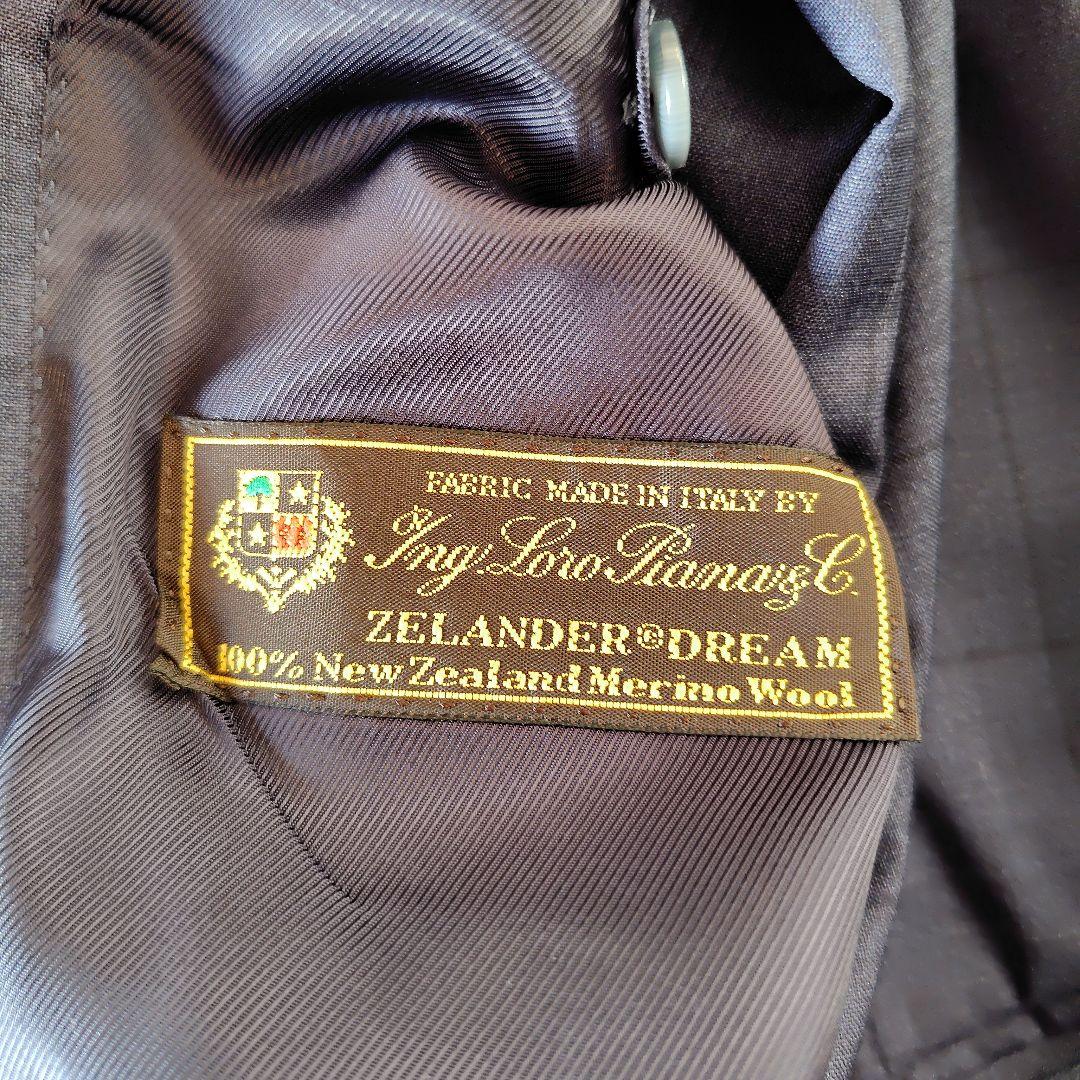 FABRIC MADE IN ITALY BY
Ing. Loro Piana & C.
ZELANDER®DREAM
100% New Zealand Merino Wool